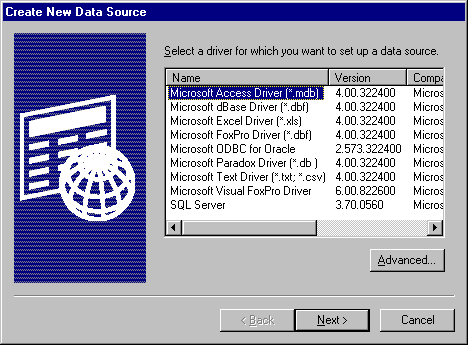 Create New Data Source
Select a driver for which you want to set up a data source.
Name Version Compa
Microsoft Access Driver (*.mdb) 4.00.322400 Micros
Microsoft dBase Driver (*.dbf) 4.00.322400 Micros
Microsoft Excel Driver (*.xls) 4.00.322400 Micros
Microsoft FoxPro Driver (*.dbf) 4.00.322400 Micros
Microsoft ODBC for Oracle 2.573.322400 Micros
Microsoft Paradox Driver (*.db ) 4.00.322400 Micros
Microsoft Text Driver (*.txt; *.csv) 4.00.322400 Micros
Microsoft Visual FoxPro Driver 6.00.822600 Micros
SQL Server 3.70.0560 Micros
Advanced...
< Back Next > Cancel